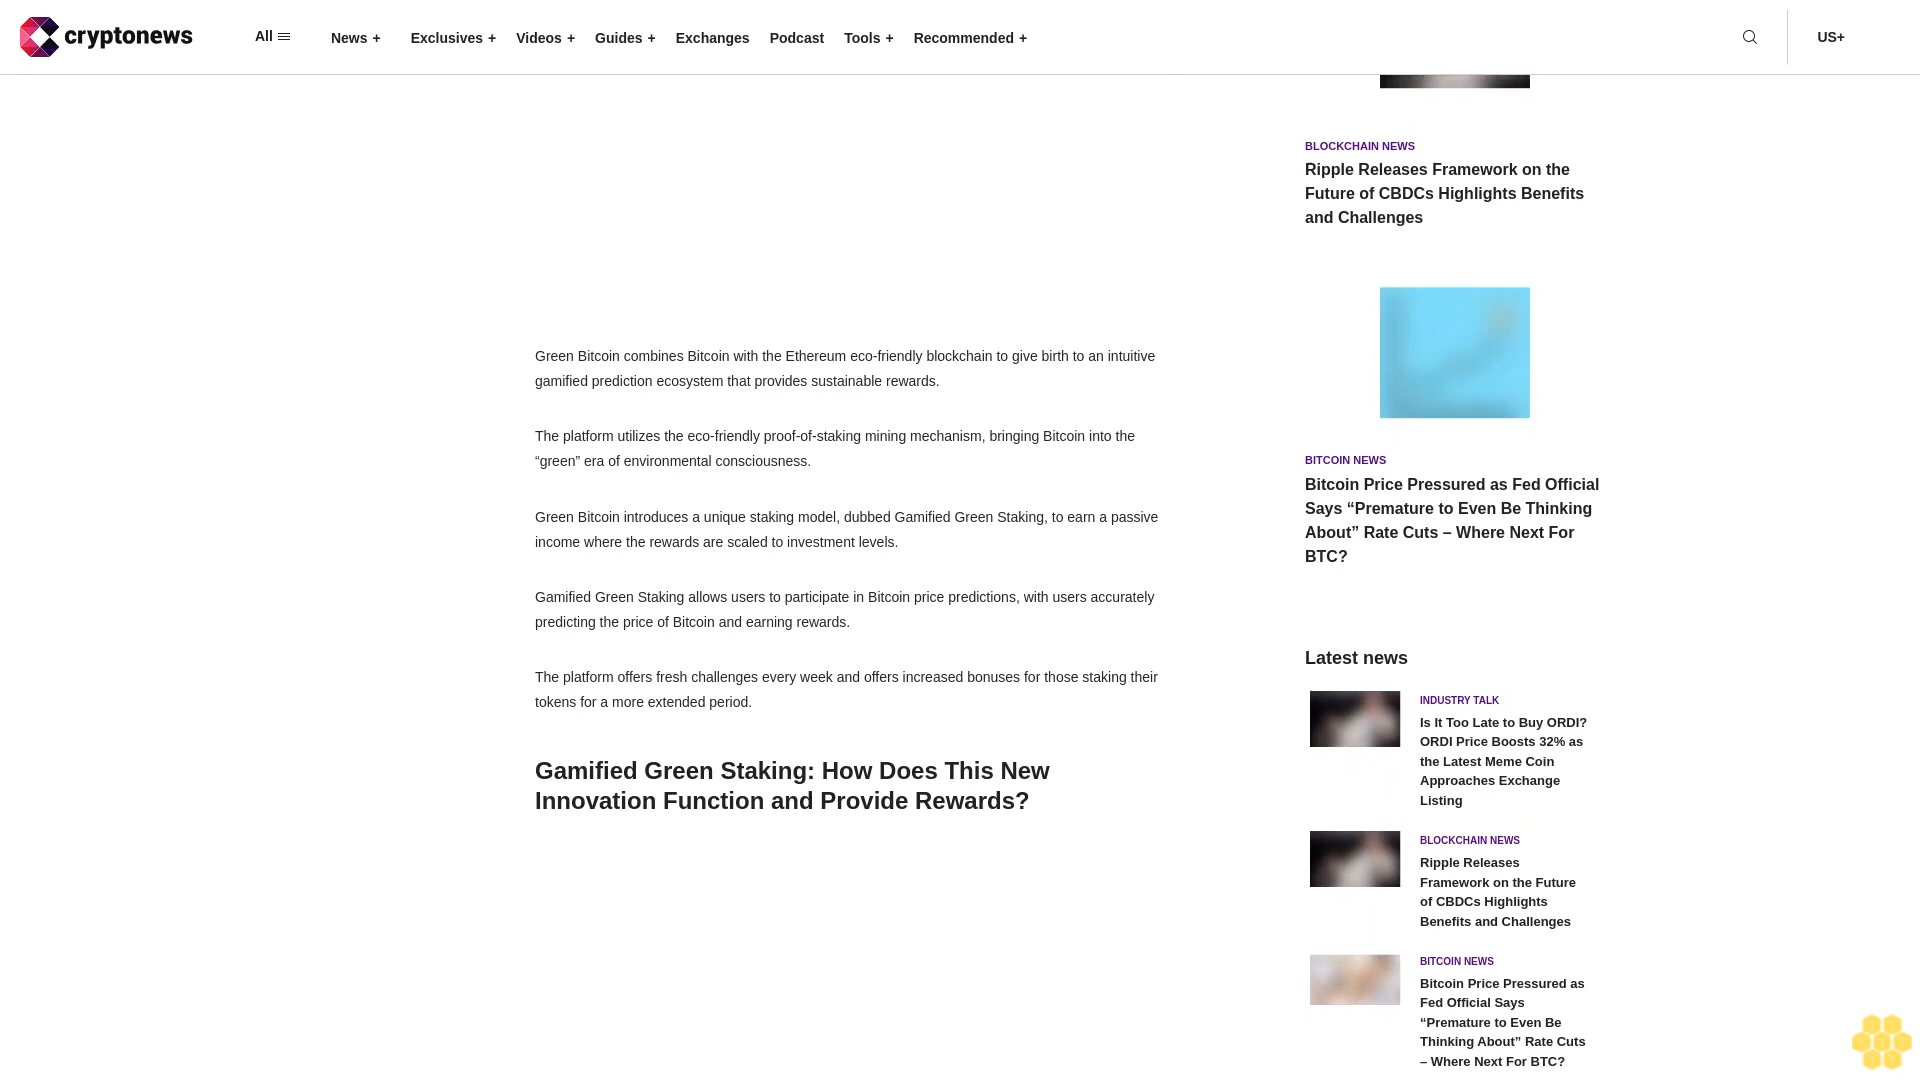 cryptonews
All
News +
Exclusives +
Videos +
Guides +
Exchanges
Podcast
Tools +
Recommended +
US+
Green Bitcoin combines Bitcoin with the Ethereum eco-friendly blockchain to give birth to an intuitive
gamified prediction ecosystem that provides sustainable rewards.
The platform utilizes the eco-friendly proof-of-staking mining mechanism, bringing Bitcoin into the
“green” era of environmental consciousness.
Green Bitcoin introduces a unique staking model, dubbed Gamified Green Staking, to earn a passive
income where the rewards are scaled to investment levels.
Gamified Green Staking allows users to participate in Bitcoin price predictions, with users accurately
predicting the price of Bitcoin and earning rewards.
The platform offers fresh challenges every week and offers increased bonuses for those staking their
tokens for a more extended period.
Gamified Green Staking: How Does This New
Innovation Function and Provide Rewards?
BLOCKCHAIN NEWS
Ripple Releases Framework on the
Future of CBDCs Highlights Benefits
and Challenges
BITCOIN NEWS
Bitcoin Price Pressured as Fed Official
Says “Premature to Even Be Thinking
About” Rate Cuts – Where Next For
BTC?
Latest news
INDUSTRY TALK
Is It Too Late to Buy ORDI?
ORDI Price Boosts 32% as
the Latest Meme Coin
Approaches Exchange
Listing
BLOCKCHAIN NEWS
Ripple Releases
Framework on the Future
of CBDCs Highlights
Benefits and Challenges
BITCOIN NEWS
Bitcoin Price Pressured as
Fed Official Says
“Premature to Even Be
Thinking About” Rate Cuts
– Where Next For BTC?